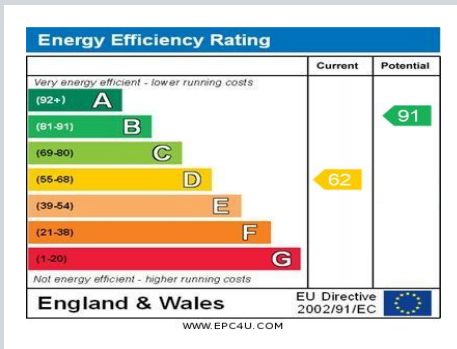 Energy Efficiency Rating
Current Potential
Very energy efficient - lower running costs
(92+) A
(81-91) B
91
(69-80) C
(55-68) D
62
(39-54) E
(21-38) F
(1-20) G
Not energy efficient - higher running costs
England & Wales
EU Directive
2002/91/EC
WWW.EPC4U.COM